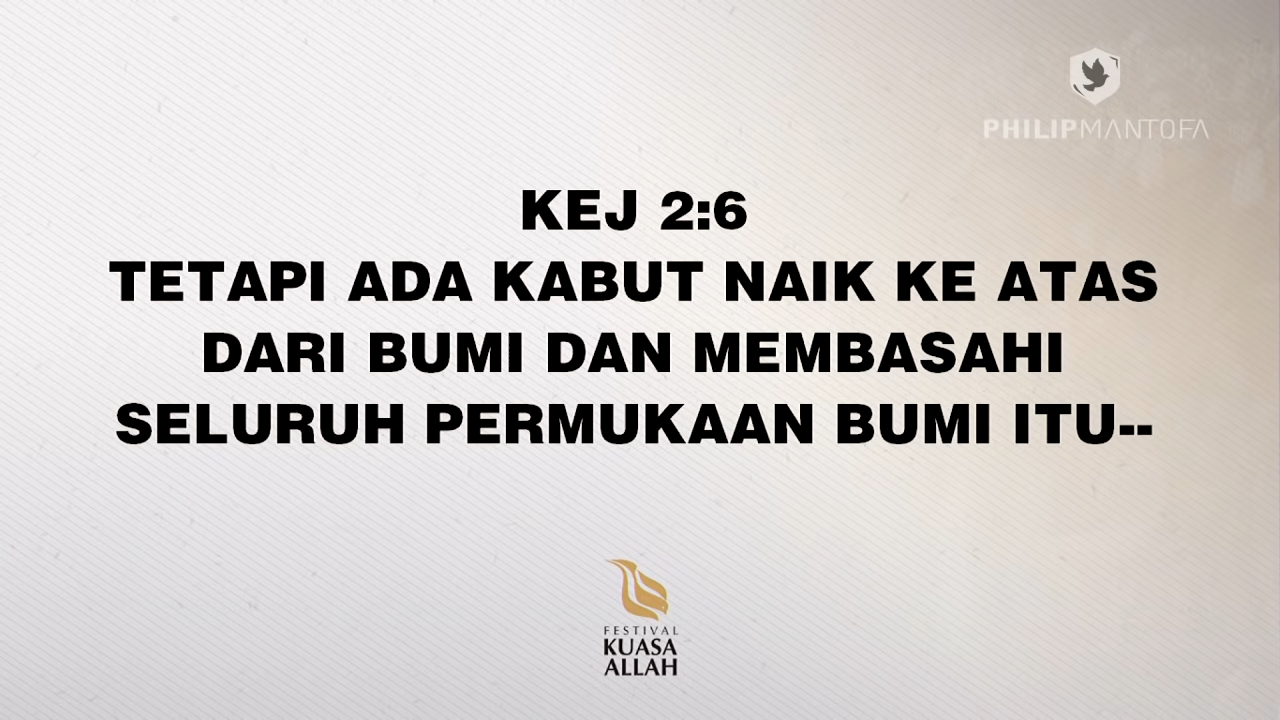 PHILIPMANTOFA
KEJ 2:6
TETAPI ADA KABUT NAIK KE ATAS
DARI BUMI DAN MEMBASAHI
SELURUH PERMUKAAN BUMI ITU--
FESTIVAL
KUASA
ALLAH